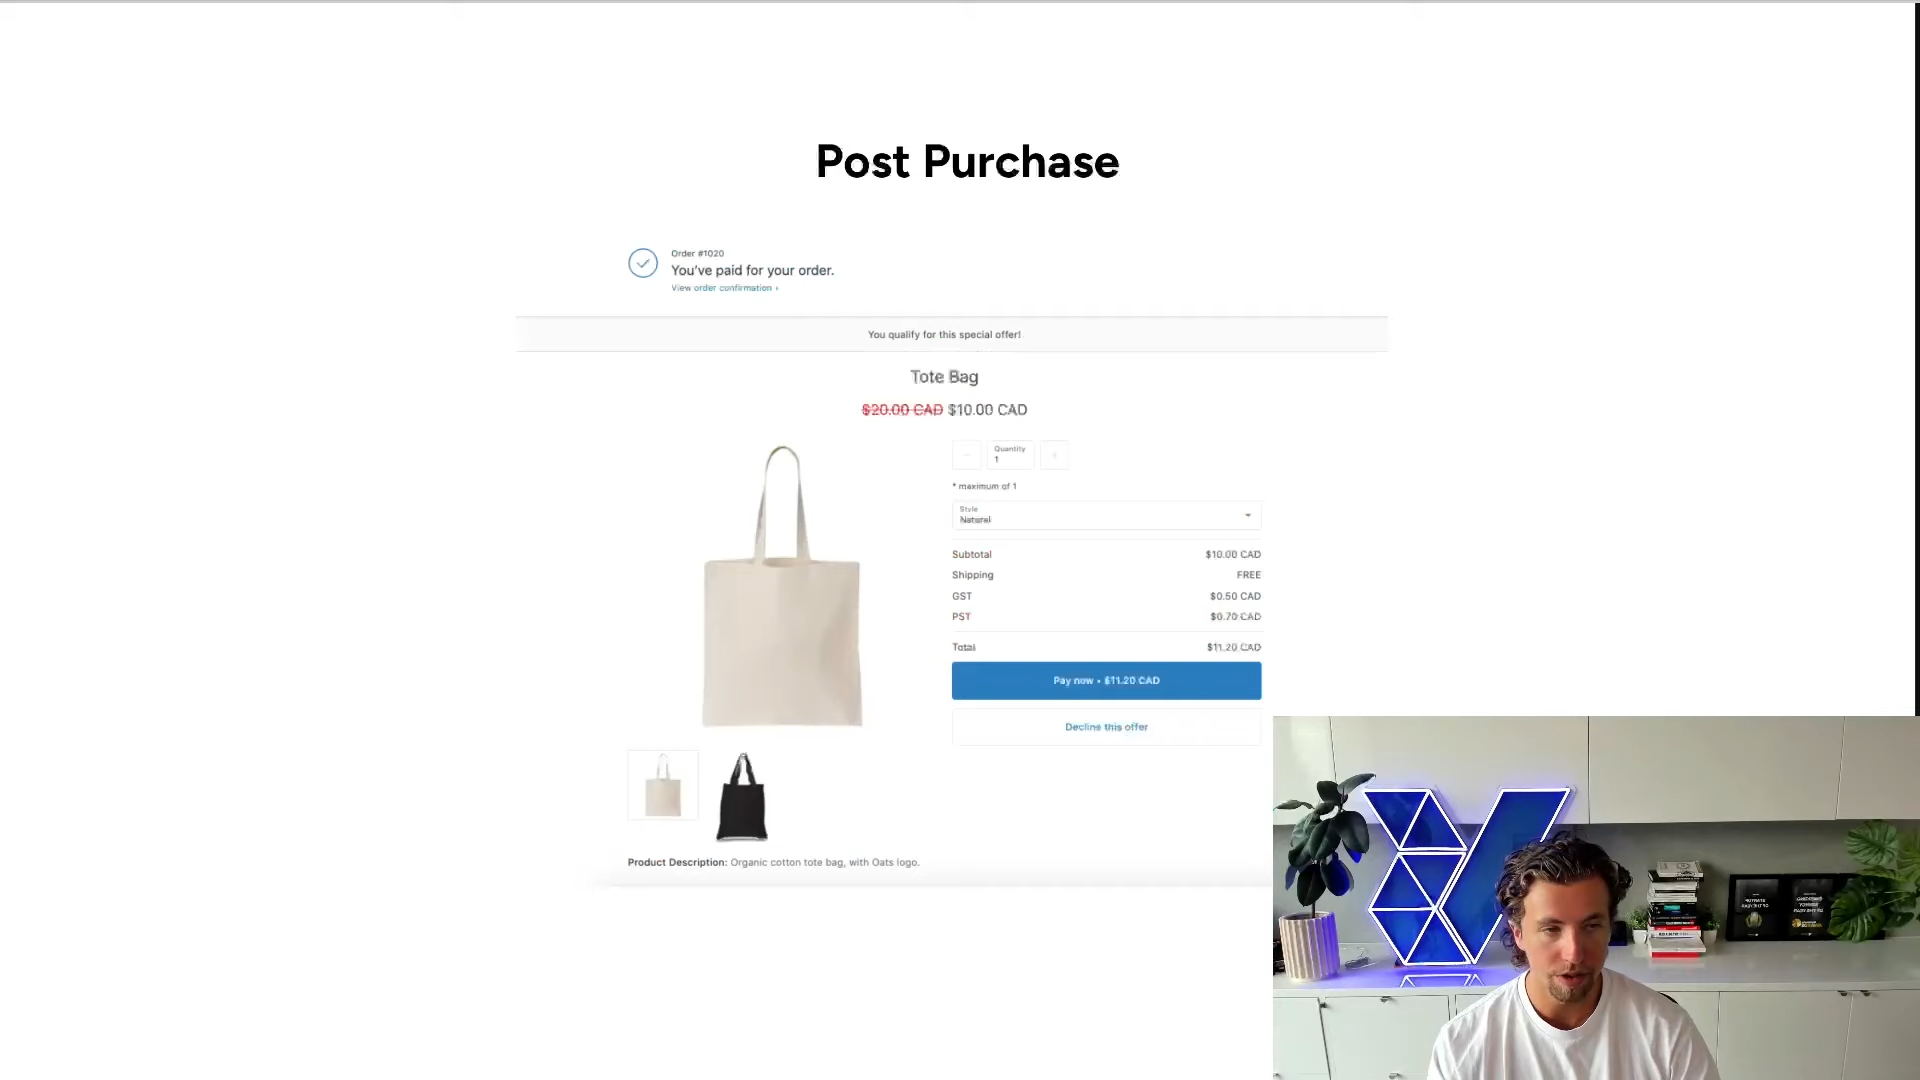 Post Purchase
Order #1020
You've paid for your order.
View order confirmation ›
You qualify for this special offer!
Tote Bag
$20.00 CAD $10.00 CAD
Quantity
1
* maximum of 1
Style
Natural
Subtotal $10.00 CAD
Shipping FREE
GST $0.50 CAD
PST $0.70 CAD
Total $11.20 CAD
Pay now • $11.20 CAD
Decline this offer
Product Description: Organic cotton tote bag, with Oats logo.